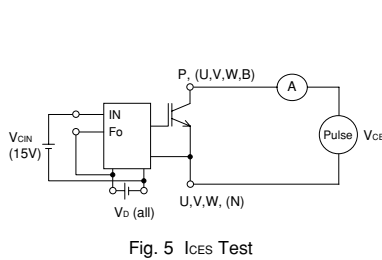 P, (U,V,W,B)
A
IN
Fo
VCIN
(15V)
Pulse
VCE
U,V,W, (N)
VD (all)
Fig. 5 ICES Test